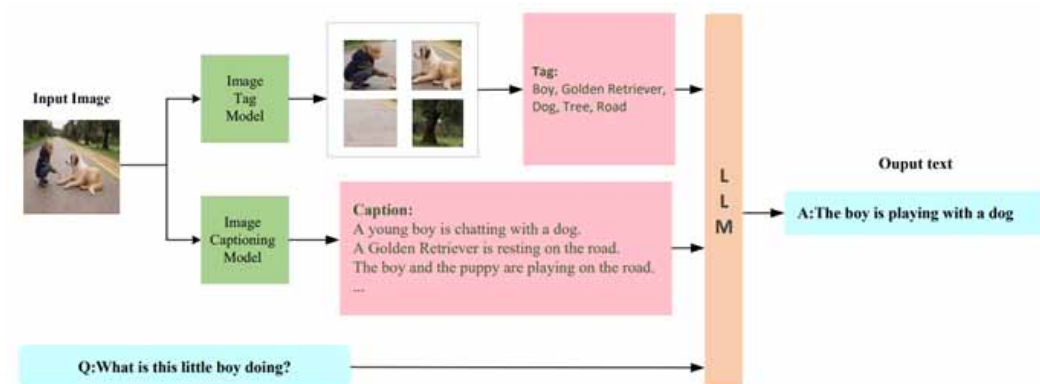 Input Image
Image
Tag
Model
Tag:
Boy, Golden Retriever,
Dog, Tree, Road
Image
Captioning
Model
Caption:
A young boy is chatting with a dog.
A Golden Retriever is resting on the road.
The boy and the puppy are playing on the road.
...
Q:What is this little boy doing?
L
L
M
Ouput text
A:The boy is playing with a dog